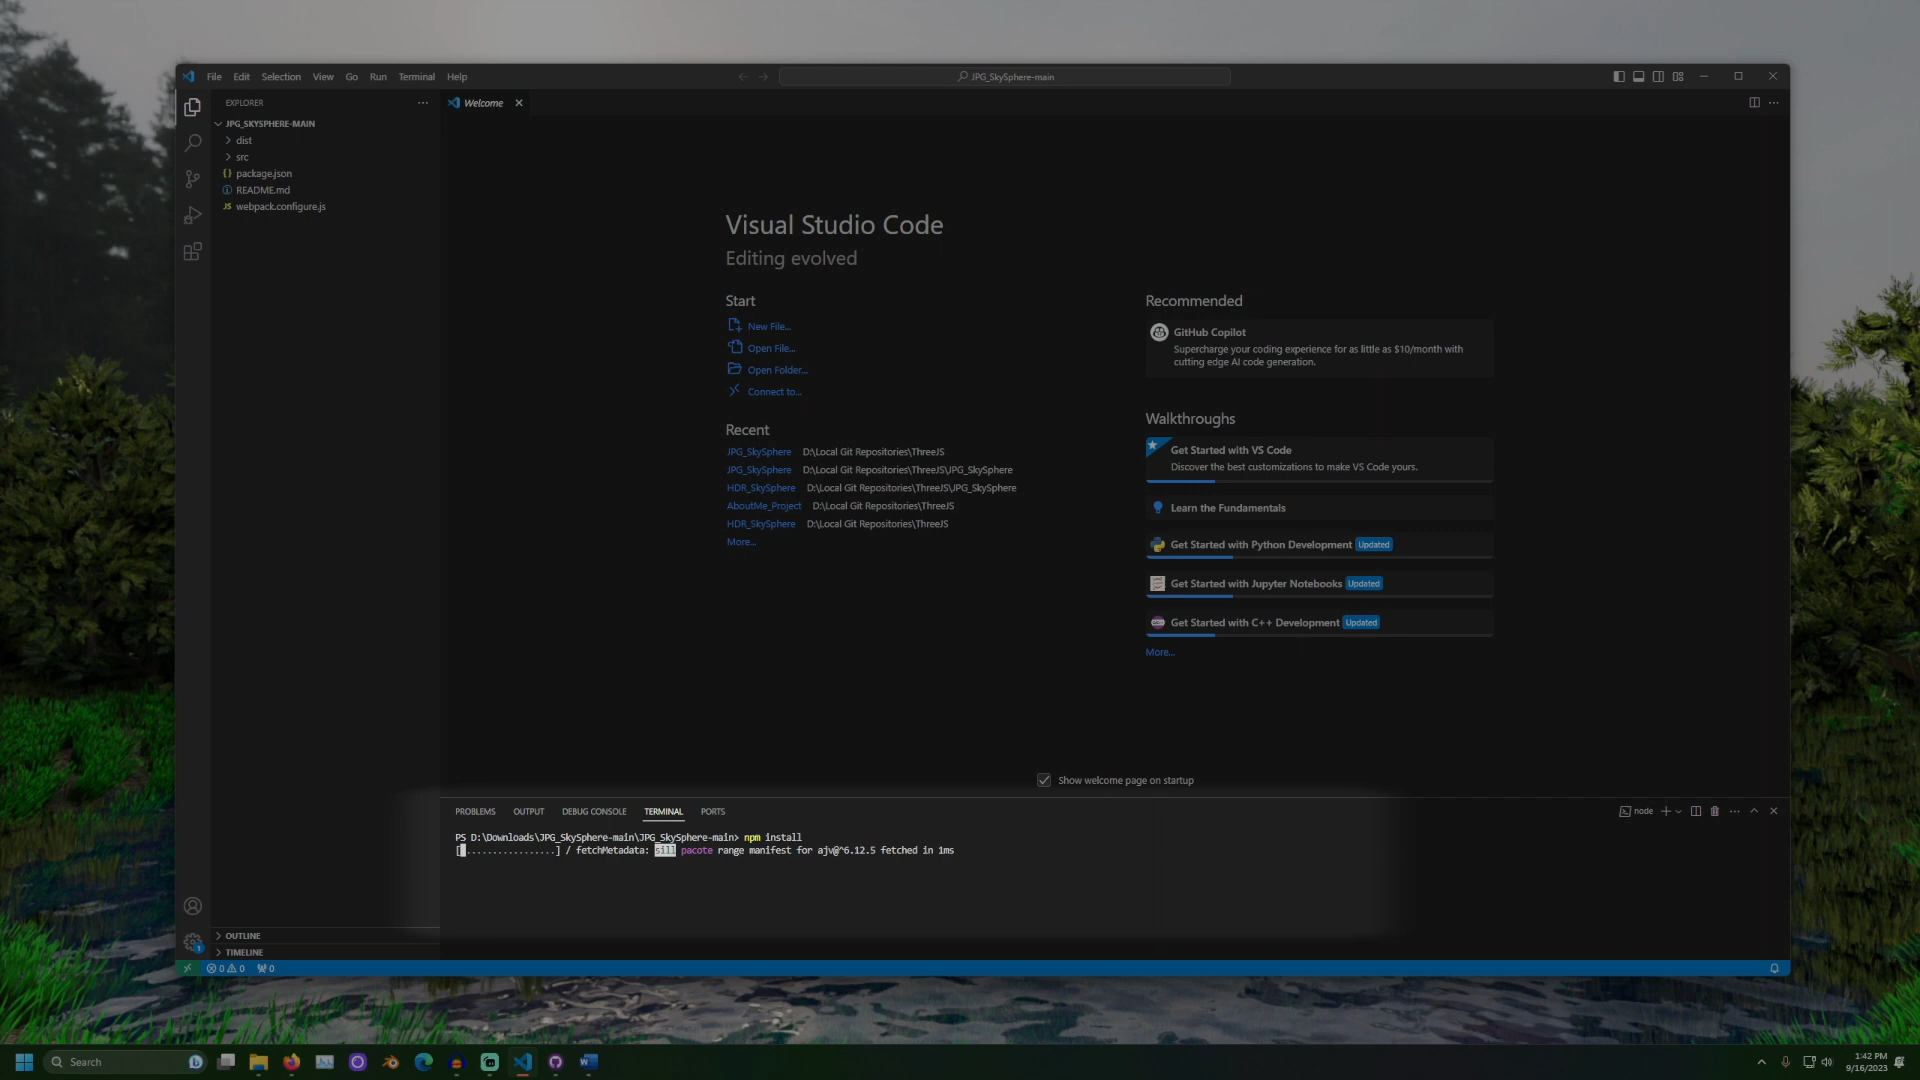 File Edit Selection View Go Run Terminal Help
JPG_SkySphere-main
EXPLORER
JPG_SKYSPHERE-MAIN
dist
src
{} package.json
README.md
JS webpack.configure.js
Welcome
Visual Studio Code
Editing evolved
Start
New File...
Open File...
Open Folder...
Connect to...
Recent
JPG_SkySphere D:\Local Git Repositories\ThreeJS
JPG_SkySphere D:\Local Git Repositories\ThreeJS\JPG_SkySphere
HDR_SkySphere D:\Local Git Repositories\ThreeJS\JPG_SkySphere
AboutMe_Project D:\Local Git Repositories\ThreeJS
HDR_SkySphere D:\Local Git Repositories\ThreeJS
More...
Recommended
GitHub Copilot
Supercharge your coding experience for as little as $10/month with
cutting edge AI code generation.
Walkthroughs
Get Started with VS Code
Discover the best customizations to make VS Code yours.
Learn the Fundamentals
Get Started with Python Development Updated
Get Started with Jupyter Notebooks Updated
Get Started with C++ Development Updated
More...
Show welcome page on startup
PROBLEMS OUTPUT DEBUG CONSOLE TERMINAL PORTS
node
PS D:\Downloads\JPG_SkySphere-main\JPG_SkySphere-main> npm install
[ .................] / fetchMetadata: sill pacote range manifest for ajv@^6.12.5 fetched in 1ms
OUTLINE
TIMELINE
1
0 0 0
Search
1:42 PM
9/16/2023